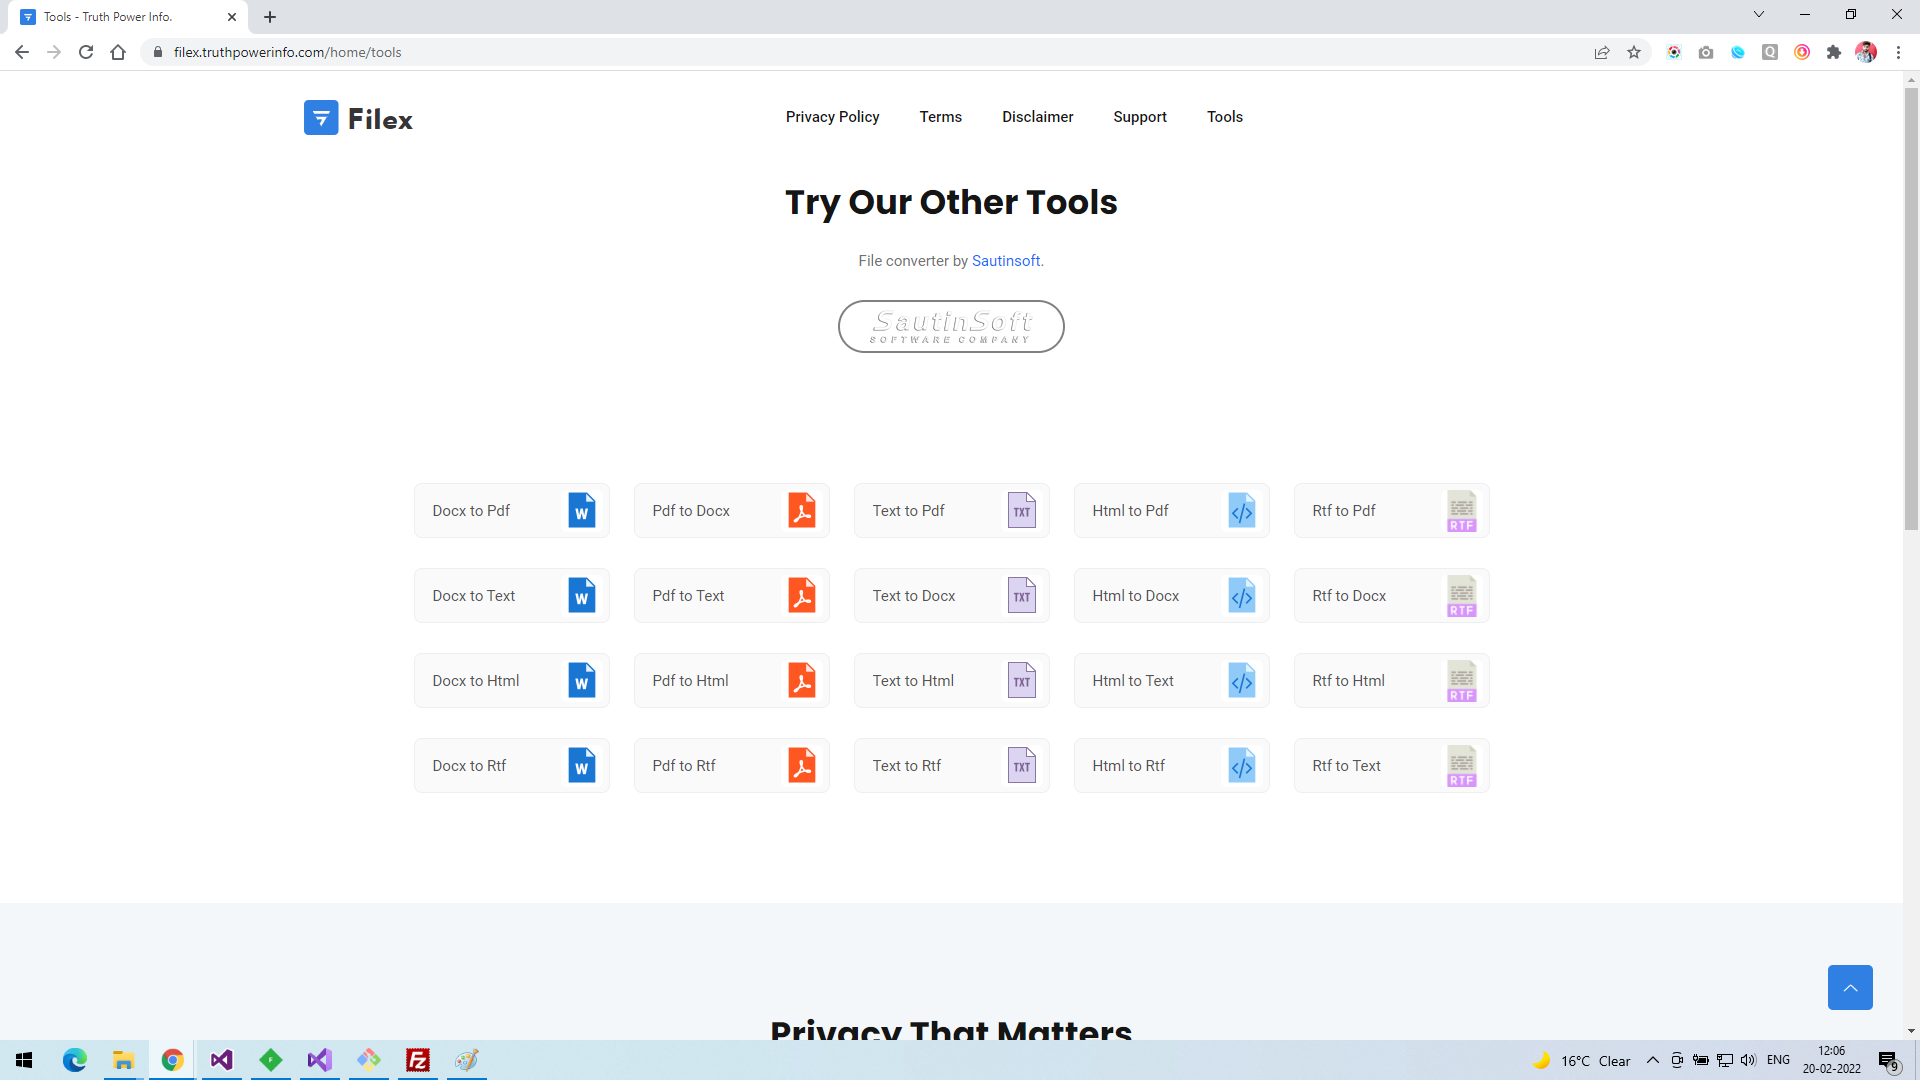 Tools - Truth Power Info.
filex.truthpowerinfo.com/home/tools
Filex
Privacy Policy Terms Disclaimer Support Tools
Try Our Other Tools
File converter by Sautinsoft.
SautinSoft
SOFTWARE COMPANY
Docx to Pdf W Pdf to Docx Text to Pdf TXT Html to Pdf </> Rtf to Pdf RTF
Docx to Text W Pdf to Text Text to Docx TXT Html to Docx </> Rtf to Docx RTF
Docx to Html W Pdf to Html Text to Html TXT Html to Text </> Rtf to Html RTF
Docx to Rtf W Pdf to Rtf Text to Rtf TXT Html to Rtf </> Rtf to Text RTF
Privacy That Matters
16°C Clear ENG 12:06
20-02-2022
9